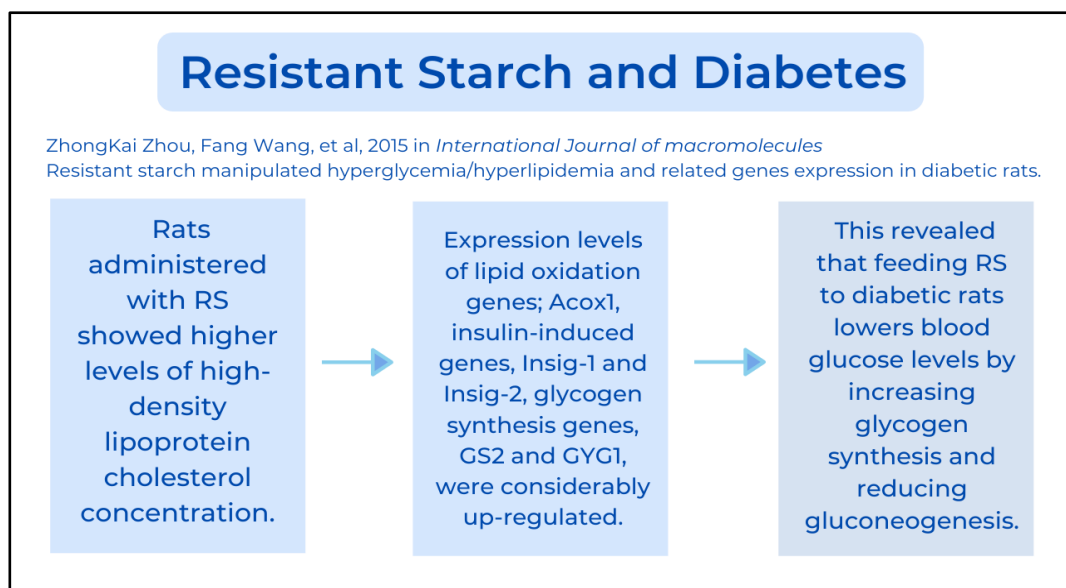 Resistant Starch and Diabetes
ZhongKai Zhou, Fang Wang, et al, 2015 in International Journal of macromolecules
Resistant starch manipulated hyperglycemia/hyperlipidemia and related genes expression in diabetic rats.
Rats
administered
with RS
showed higher
levels of high-
density
lipoprotein
cholesterol
concentration.
Expression levels
of lipid oxidation
genes; Acox1,
insulin-induced
genes, Insig-1 and
Insig-2, glycogen
synthesis genes,
GS2 and GYG1,
were considerably
up-regulated.
This revealed
that feeding RS
to diabetic rats
lowers blood
glucose levels by
increasing
glycogen
synthesis and
reducing
gluconeogenesis.